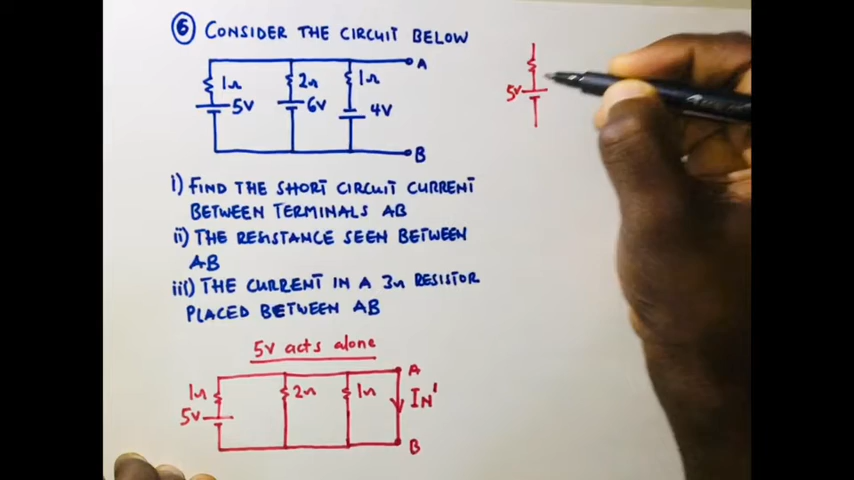 6 CONSIDER THE CIRCUIT BELOW
1Ω 2Ω 1Ω A
5V 6V 4V
B
i) FIND THE SHORT CIRCUIT CURRENT
BETWEEN TERMINALS AB
ii) THE RESISTANCE SEEN BETWEEN
AB
iii) THE CURRENT IN A 3Ω RESISTOR
PLACED BETWEEN AB
5V acts alone
1Ω 2Ω 1Ω A
5V IN'
B
5V